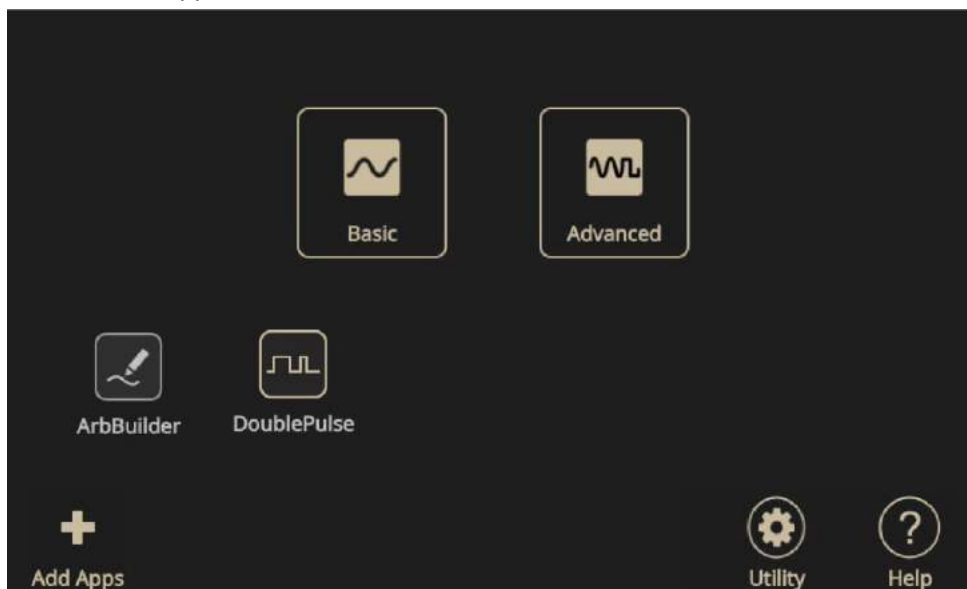 Basic
Advanced
ArbBuilder
DoublePulse
Add Apps
Utility
?
Help